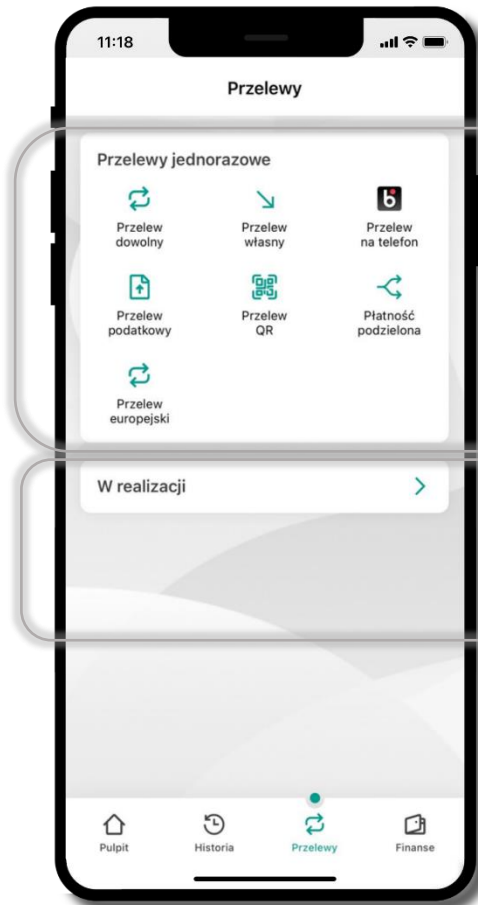 11:18
Przelewy
Przelewy jednorazowe
Przelew
dowolny
Przelew
własny
Przelew
na telefon
Przelew
podatkowy
Przelew
QR
Płatność
podzielona
Przelew
europejski
W realizacji
Pulpit
Historia
Przelewy
Finanse